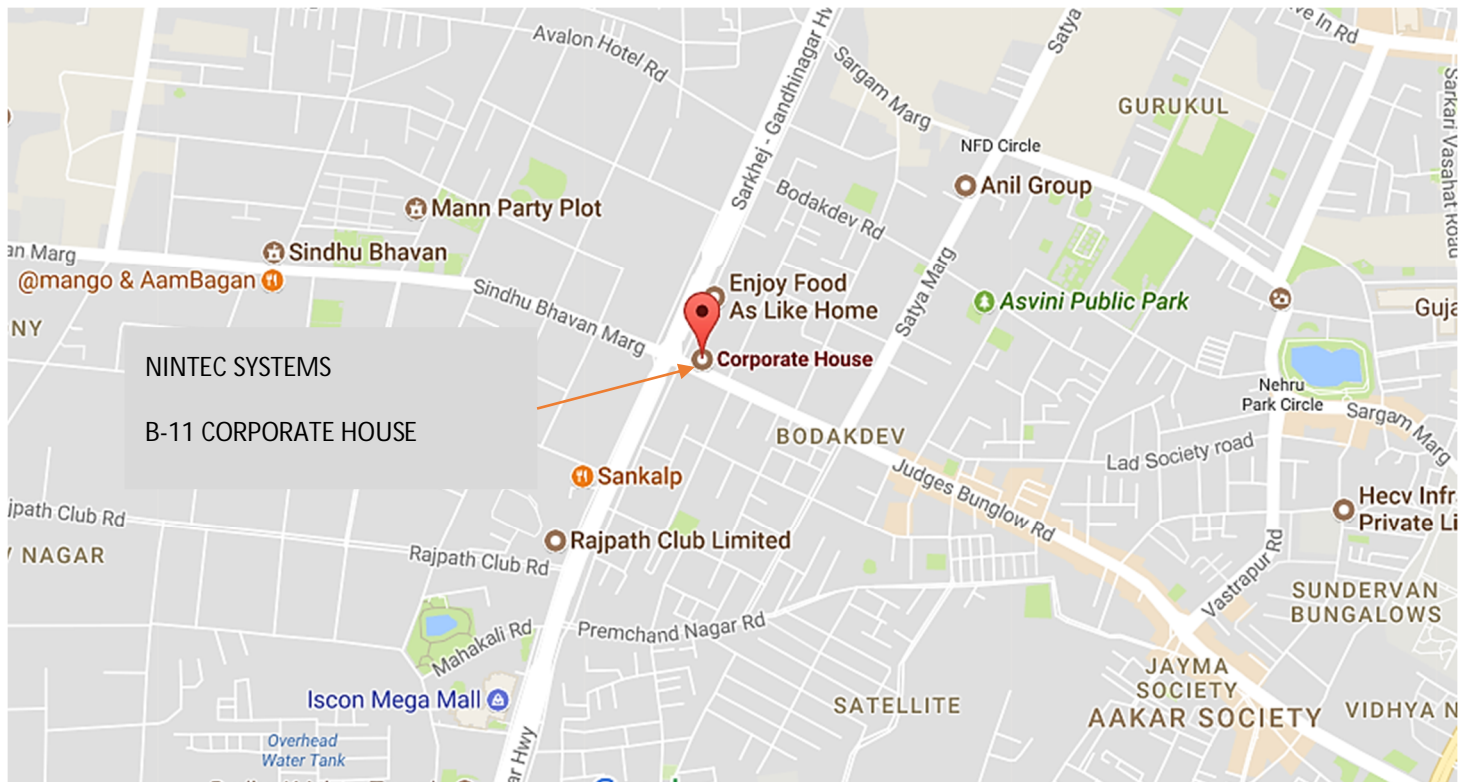 Avalon Hotel Rd
Sarkhej - Gandhinagar Hw
Sargam Marg
Satya
ve In Rd
Sarkari Vasahat Road
GURUKUL
NFD Circle
Anil Group
Bodakdev Rd
Mann Party Plot
an Marg
Sindhu Bhavan
@mango & AamBagan
Sindhu Bhavan Marg
Enjoy Food
As Like Home
Satya Marg
Asvini Public Park
Guja
NY
NINTEC SYSTEMS
B-11 CORPORATE HOUSE
Corporate House
Nehru
Park Circle
Sargam Marg
BODAKDEV
Lad Society road
Judges Bunglow Rd
Sankalp
Hecv Infr
Private Li
jpath Club Rd
Rajpath Club Limited
NAGAR
Rajpath Club Rd
Vastrapur Rd
SUNDERVAN
BUNGALOWS
Mahakali Rd
Premchand Nagar Rd
JAYMA
SOCIETY
Iscon Mega Mall
SATELLITE
AAKAR SOCIETY
VIDHYA N
Overhead
Water Tank
ar Hwy